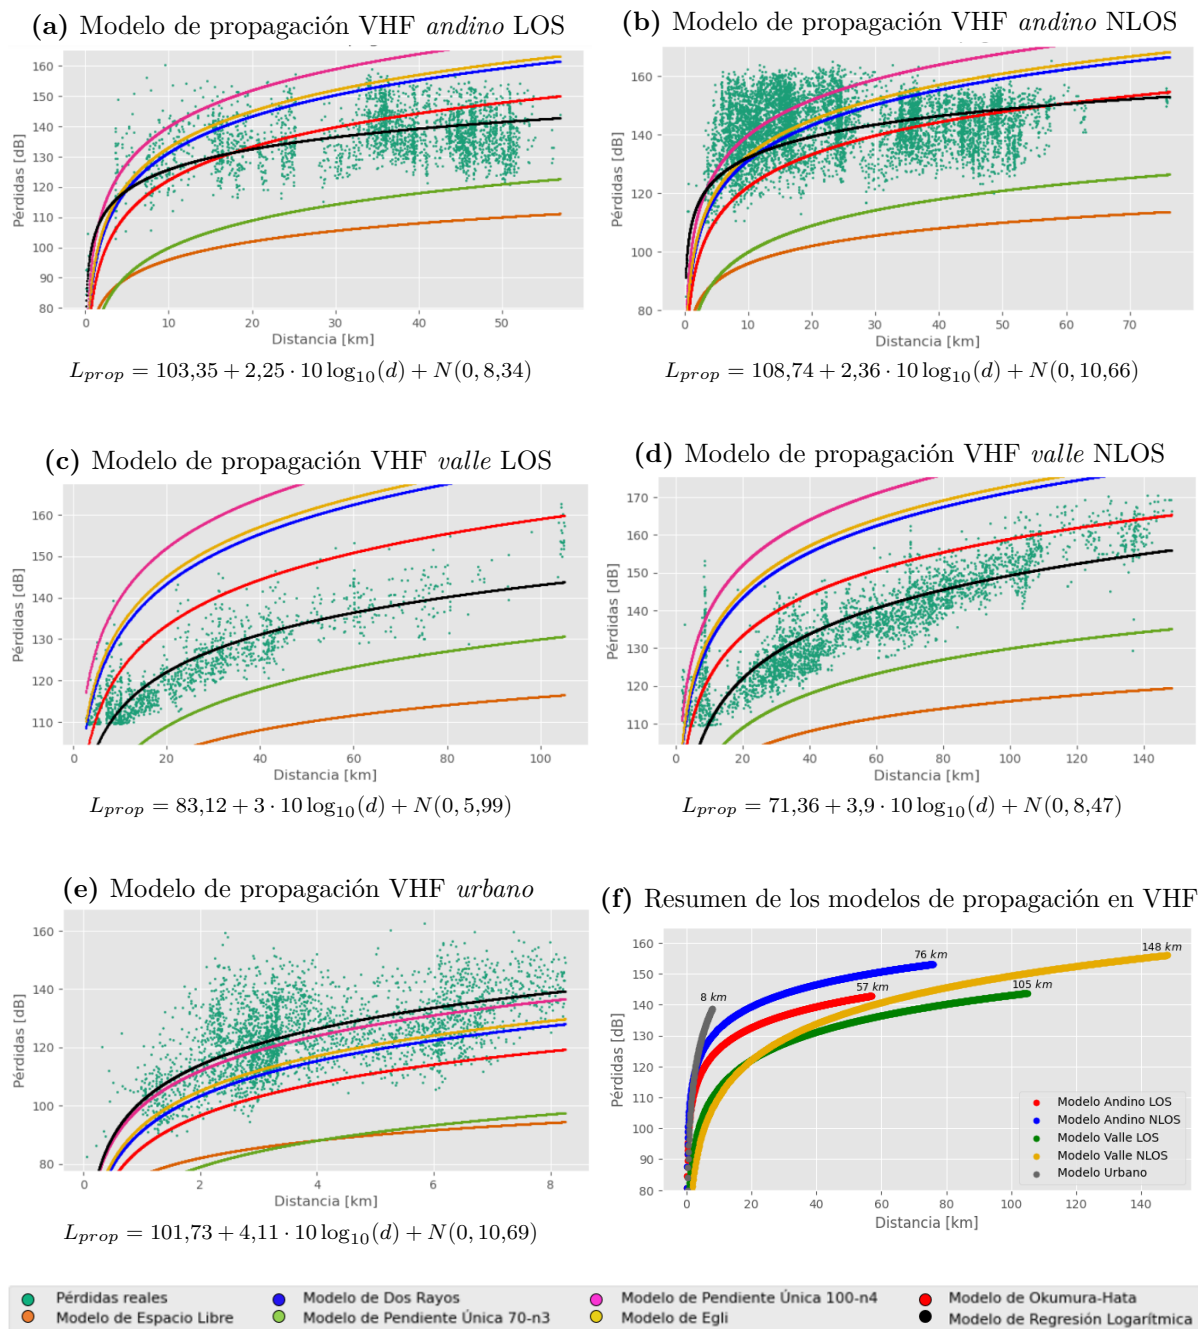 (a) Modelo de propagación VHF andino LOS
160
150
140
130
120
110
100
90
80
Pérdidas [dB]
0 10 20 30 40 50
Distancia [km]
L_prop = 103,35 + 2,25 · 10 log₁₀(d) + N(0, 8,34)
(b) Modelo de propagación VHF andino NLOS
160
150
140
130
120
110
100
90
80
Pérdidas [dB]
0 10 20 30 40 50 60 70
Distancia [km]
L_prop = 108,74 + 2,36 · 10 log₁₀(d) + N(0, 10,66)
(c) Modelo de propagación VHF valle LOS
160
150
140
130
120
110
Pérdidas [dB]
0 20 40 60 80 100
Distancia [km]
L_prop = 83,12 + 3 · 10 log₁₀(d) + N(0, 5,99)
(d) Modelo de propagación VHF valle NLOS
170
160
150
140
130
120
110
Pérdidas [dB]
0 20 40 60 80 100 120 140
Distancia [km]
L_prop = 71,36 + 3,9 · 10 log₁₀(d) + N(0, 8,47)
(e) Modelo de propagación VHF urbano
160
140
120
100
80
Pérdidas [dB]
0 2 4 6 8
Distancia [km]
L_prop = 101,73 + 4,11 · 10 log₁₀(d) + N(0, 10,69)
(f) Resumen de los modelos de propagación en VHF
160
150
140
130
120
110
100
90
80
Pérdidas [dB]
8 km
57 km
76 km
105 km
148 km
Modelo Andino LOS
Modelo Andino NLOS
Modelo Valle LOS
Modelo Valle NLOS
Modelo Urbano
0 20 40 60 80 100 120 140
Distancia [km]
Pérdidas reales
Modelo de Dos Rayos
Modelo de Pendiente Única 100-n4
Modelo de Okumura-Hata
Modelo de Espacio Libre
Modelo de Pendiente Única 70-n3
Modelo de Egli
Modelo de Regresión Logarítmica